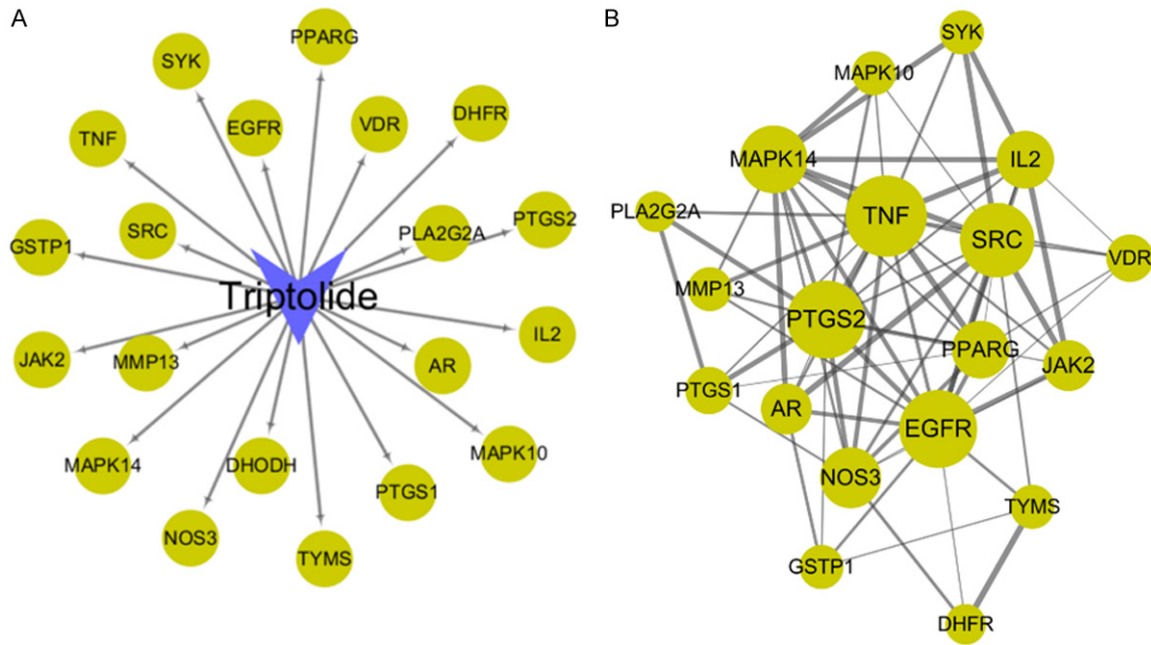 A
PPARG
SYK
EGFR
VDR
DHFR
TNF
SRC
PLA2G2A
PTGS2
GSTP1
Triptolide
IL2
JAK2
MMP13
AR
MAPK14
DHODH
MAPK10
PTGS1
NOS3
TYMS
B
SYK
MAPK10
MAPK14
IL2
PLA2G2A
TNF
SRC
VDR
MMP13
PTGS2
PPARG
JAK2
PTGS1
AR
EGFR
NOS3
TYMS
GSTP1
DHFR